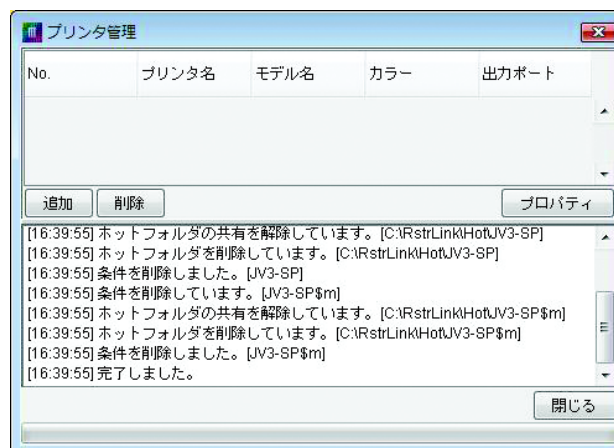 プリンタ管理
No. プリンタ名 モデル名 カラー 出力ポート
追加 削除 プロパティ
[16:39:55] ホットフォルダの共有を解除しています。[C:\RstrLink\Hot\JV3-SP]
[16:39:55] ホットフォルダを削除しています。[C:\RstrLink\Hot\JV3-SP]
[16:39:55] 条件を削除しました。[JV3-SP]
[16:39:55] 条件を削除しています。[JV3-SP$m]
[16:39:55] ホットフォルダの共有を解除しています。[C:\RstrLink\Hot\JV3-SP$m]
[16:39:55] ホットフォルダを削除しています。[C:\RstrLink\Hot\JV3-SP$m]
[16:39:55] 条件を削除しました。[JV3-SP$m]
[16:39:55] 完了しました。
閉じる